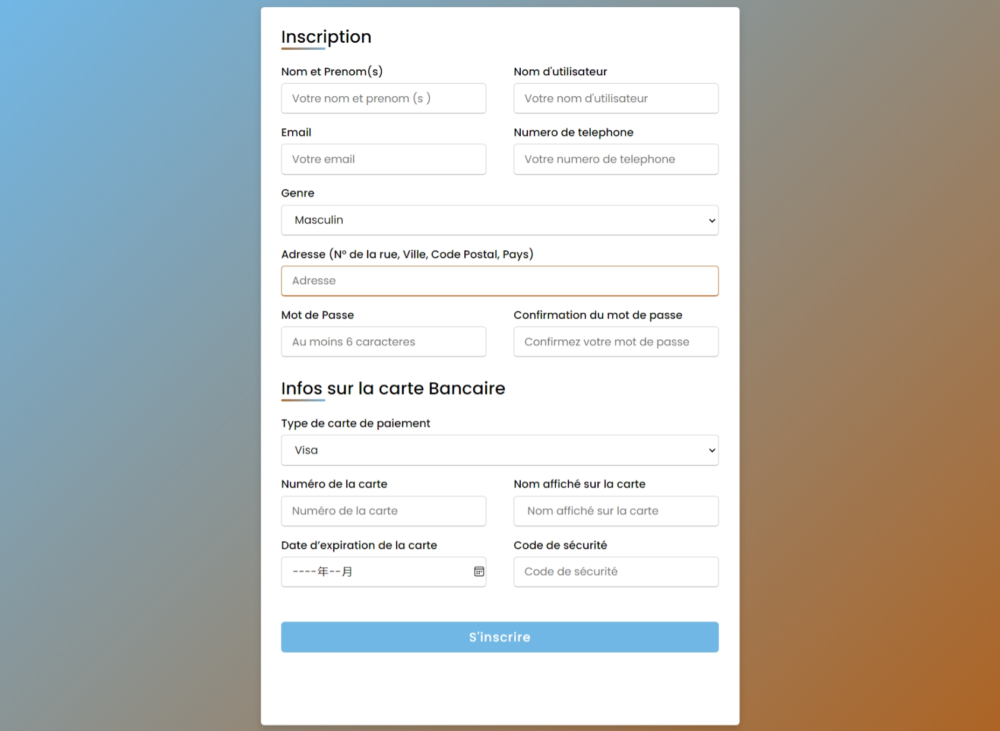 Inscription
Nom et Prenom(s)
Nom d'utilisateur
Votre nom et prenom (s )
Votre nom d'utilisateur
Email
Numero de telephone
Votre email
Votre numero de telephone
Genre
Masculin
Adresse (N° de la rue, Ville, Code Postal, Pays)
Adresse
Mot de Passe
Confirmation du mot de passe
Au moins 6 caracteres
Confirmez votre mot de passe
Infos sur la carte Bancaire
Type de carte de paiement
Visa
Numéro de la carte
Nom affiché sur la carte
Numéro de la carte
Nom affiché sur la carte
Date d’expiration de la carte
Code de sécurité
----年--月
Code de sécurité
S'inscrire